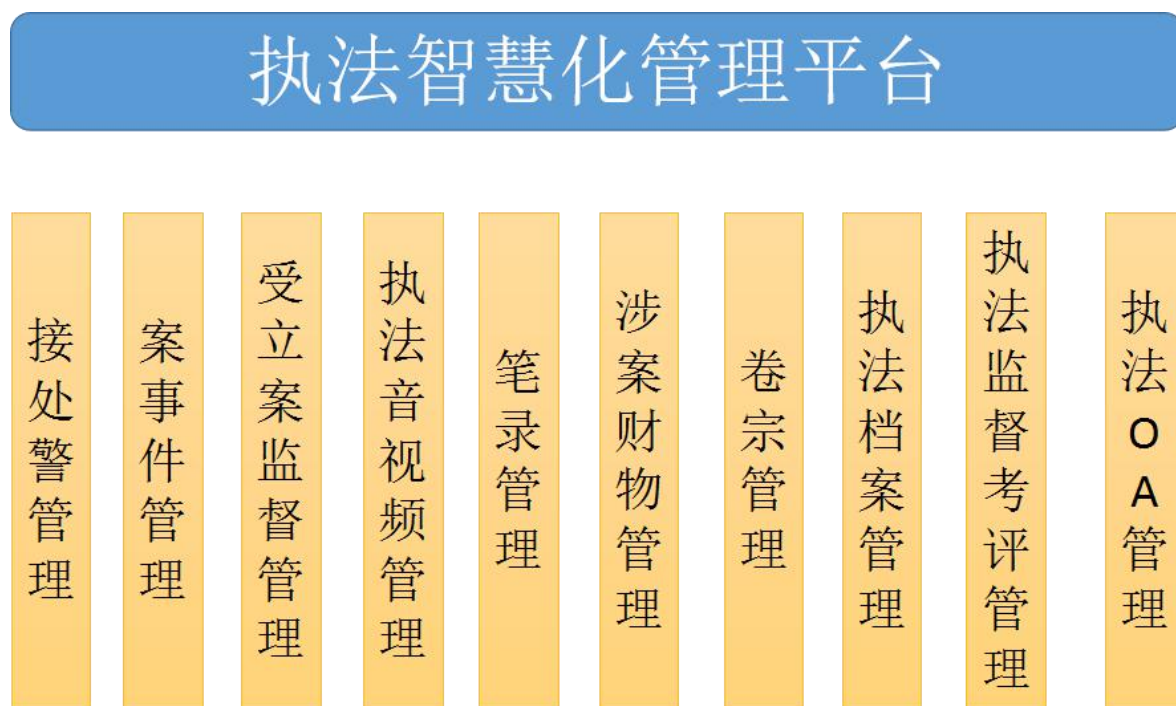 执法智慧化管理平台
接处警管理
案事件管理
受立案监督管理
执法音视频管理
笔录管理
涉案财物管理
卷宗管理
执法档案管理
执法监督考评管理
执法OA管理